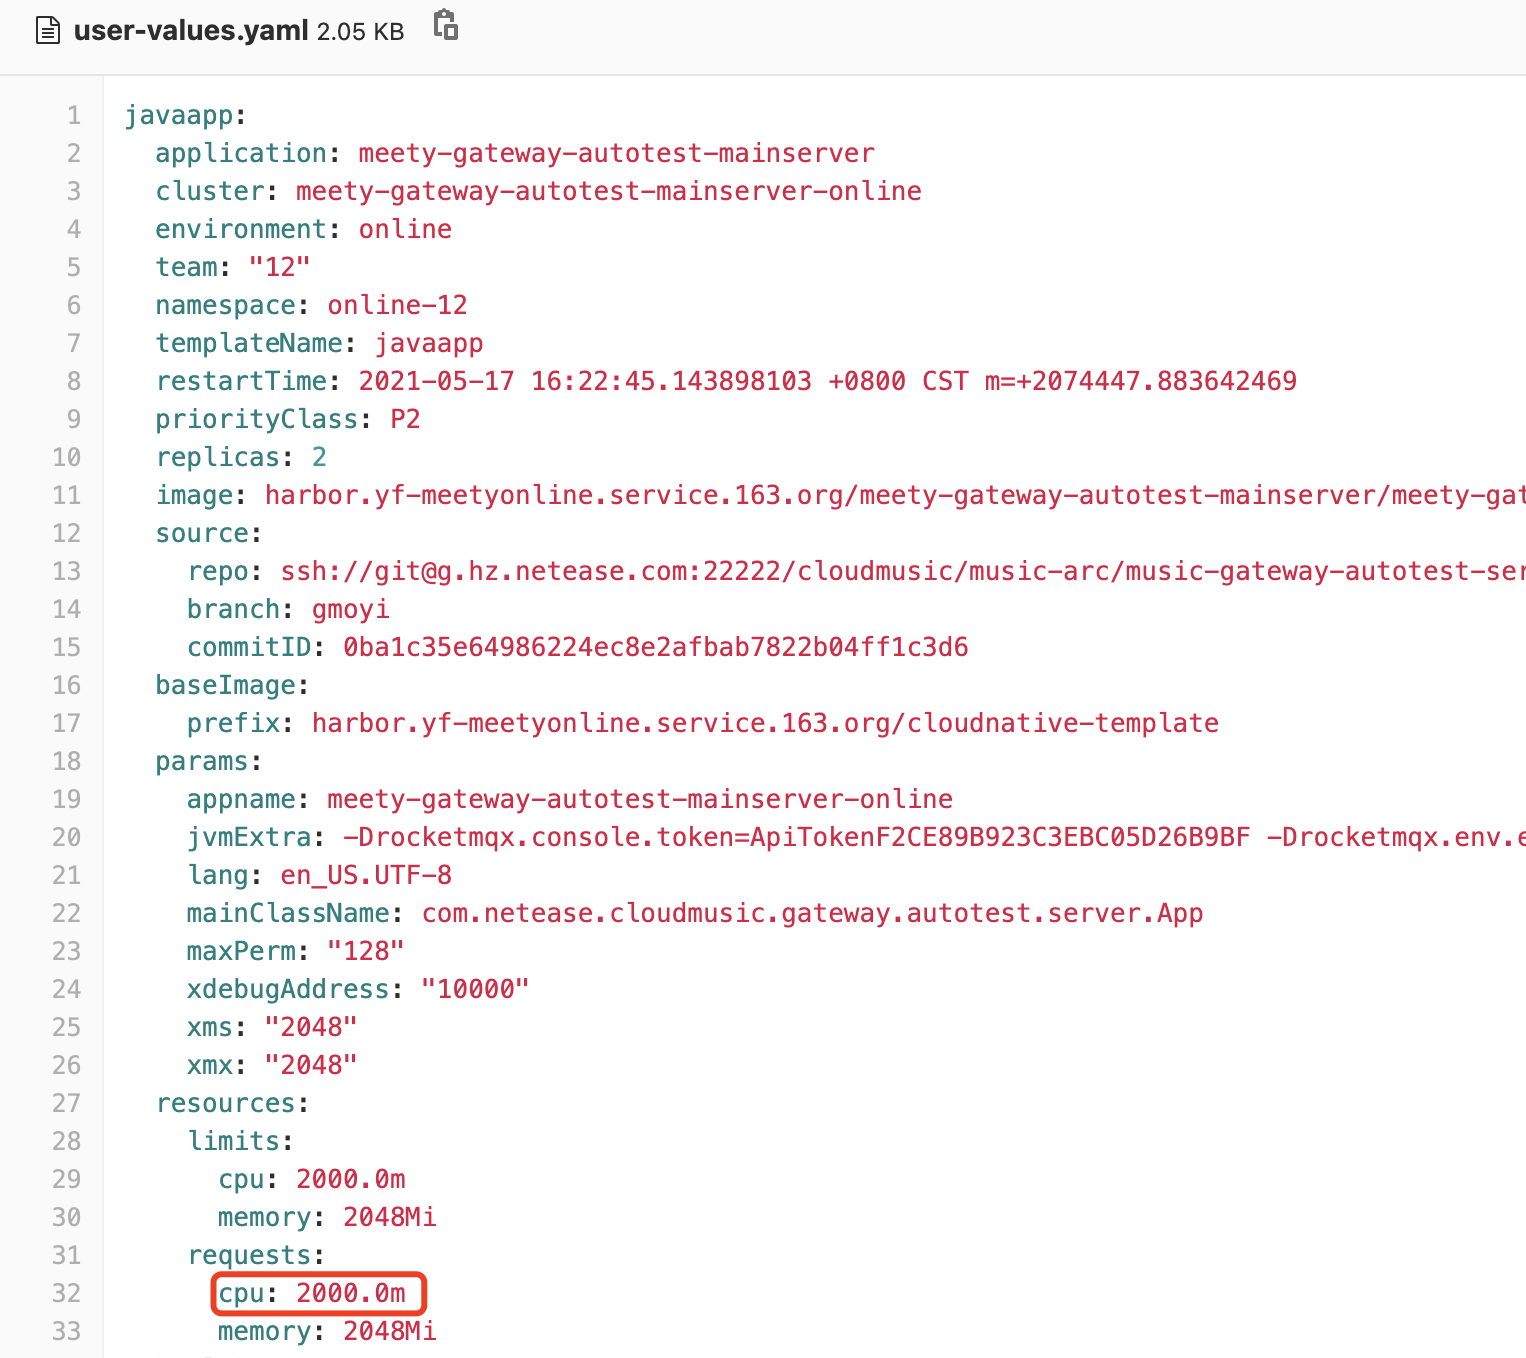 user-values.yaml 2.05 KB
1 javaapp:
2 application: meety-gateway-autotest-mainserver
3 cluster: meety-gateway-autotest-mainserver-online
4 environment: online
5 team: "12"
6 namespace: online-12
7 templateName: javaapp
8 restartTime: 2021-05-17 16:22:45.143898103 +0800 CST m=+2074447.883642469
9 priorityClass: P2
10 replicas: 2
11 image: harbor.yf-meetyonline.service.163.org/meety-gateway-autotest-mainserver/meety-gat
12 source:
13 repo: ssh://git@g.hz.netease.com:22222/cloudmusic/music-arc/music-gateway-autotest-ser
14 branch: gmoyi
15 commitID: 0ba1c35e64986224ec8e2afbab7822b04ff1c3d6
16 baseImage:
17 prefix: harbor.yf-meetyonline.service.163.org/cloudnative-template
18 params:
19 appname: meety-gateway-autotest-mainserver-online
20 jvmExtra: -Drocketmqx.console.token=ApiTokenF2CE89B923C3EBC05D26B9BF -Drocketmqx.env.e
21 lang: en_US.UTF-8
22 mainClassName: com.netease.cloudmusic.gateway.autotest.server.App
23 maxPerm: "128"
24 xdebugAddress: "10000"
25 xms: "2048"
26 xmx: "2048"
27 resources:
28 limits:
29 cpu: 2000.0m
30 memory: 2048Mi
31 requests:
32 cpu: 2000.0m
33 memory: 2048Mi